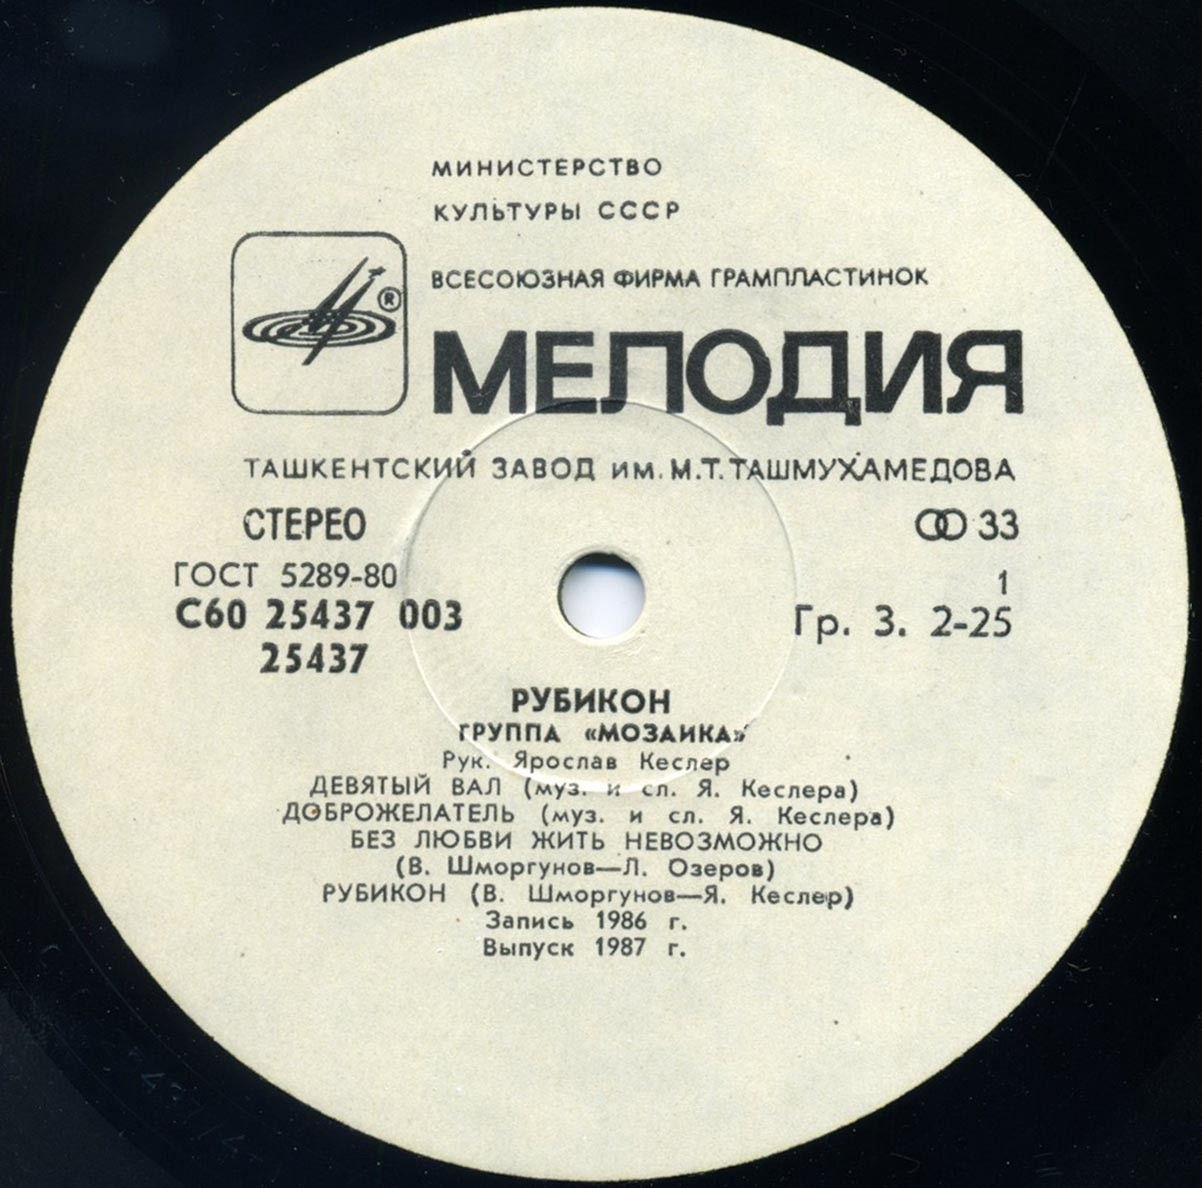 МИНИСТЕРСТВО
КУЛЬТУРЫ СССР
ВСЕСОЮЗНАЯ ФИРМА ГРАМПЛАСТИНОК
®
МЕЛОДИЯ
ТАШКЕНТСКИЙ ЗАВОД ИМ. М.Т. ТАШМУХАМЕДОВА
СТЕРЕО
33
ГОСТ 5289-80
1
С60 25437 003
Гр. 3. 2-25
25437
РУБИКОН
ГРУППА «МОЗАИКА»
Рук. Ярослав Кеслер
ДЕВЯТЫЙ ВАЛ (муз. и сл. Я. Кеслера)
ДОБРОЖЕЛАТЕЛЬ (муз. и сл. Я. Кеслера)
БЕЗ ЛЮБВИ ЖИТЬ НЕВОЗМОЖНО
(В. Шморгунов—Л. Озеров)
РУБИКОН (В. Шморгунов—Я. Кеслер)
Запись 1986 г.
Выпуск 1987 г.